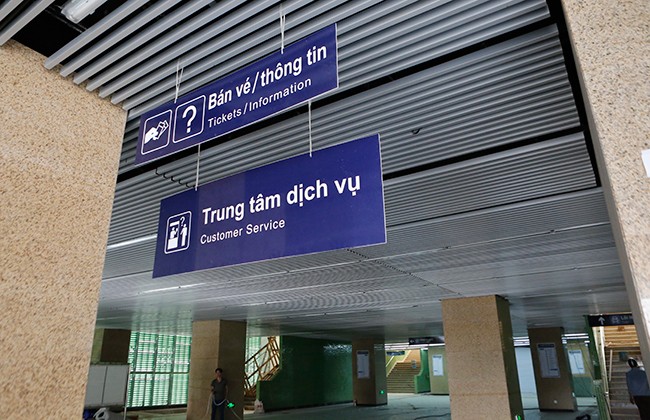 Bán vé/thông tin
Tickets/Information
Trung tâm dịch vụ
Customer Service